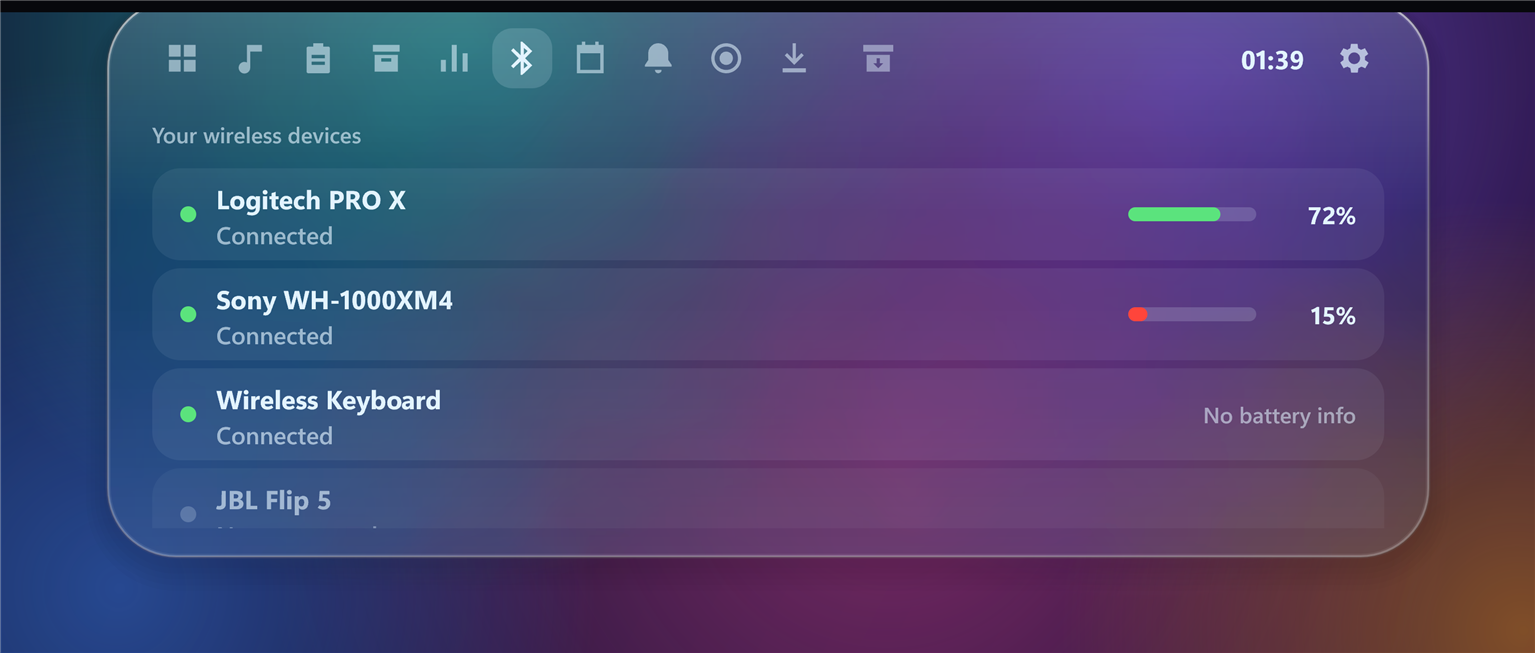 01:39
Your wireless devices
Logitech PRO X
Connected
72%
Sony WH-1000XM4
Connected
15%
Wireless Keyboard
Connected
No battery info
JBL Flip 5